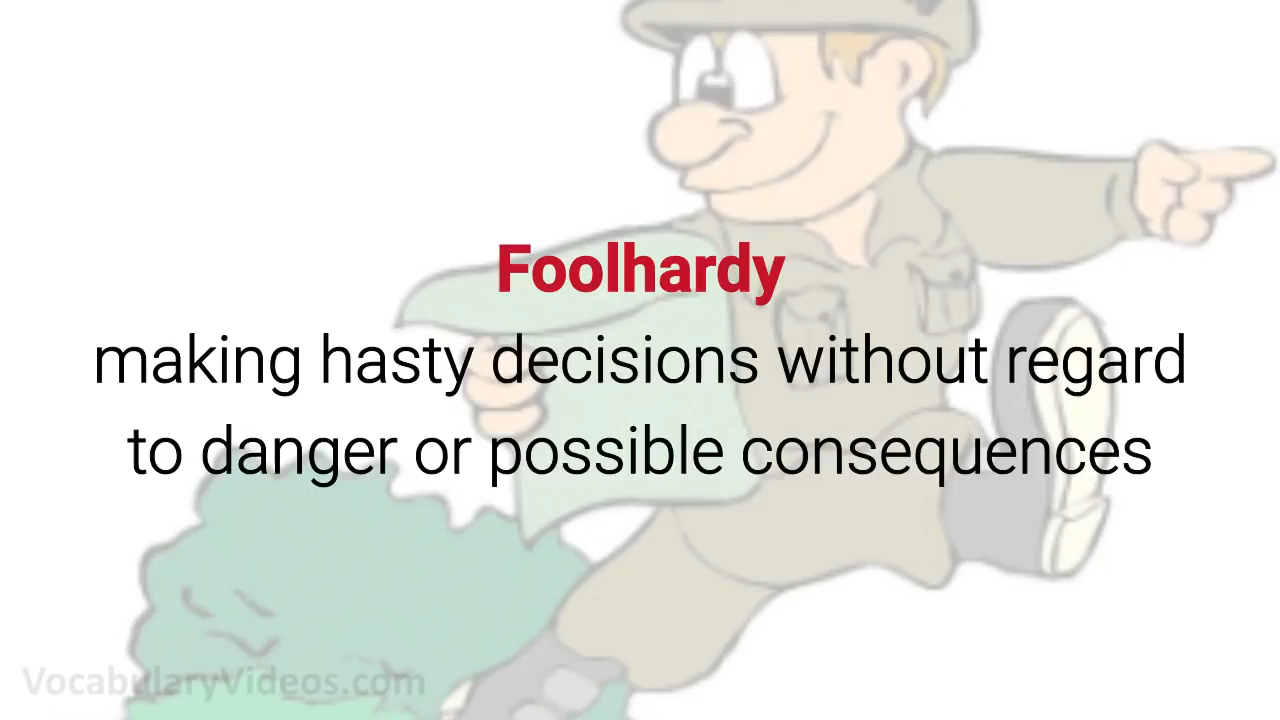 Foolhardy
making hasty decisions without regard
to danger or possible consequences
VocabularyVideos.com